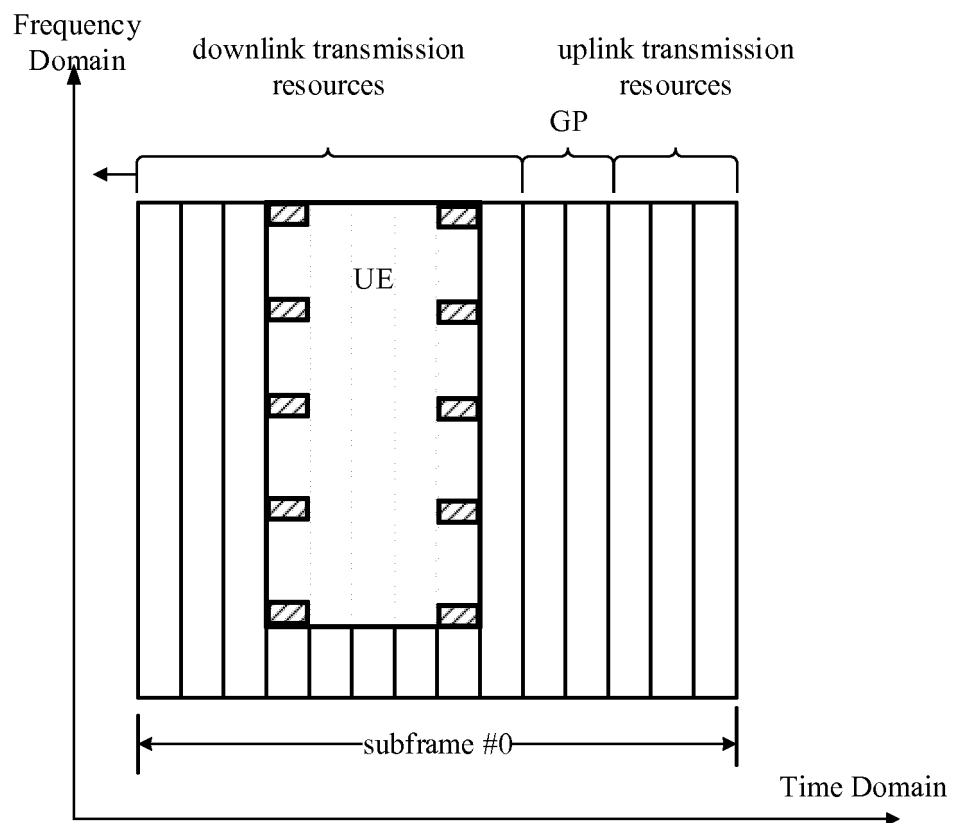 Frequency
Domain
downlink transmission
resources
uplink transmission
resources
GP
UE
subframe #0
Time Domain